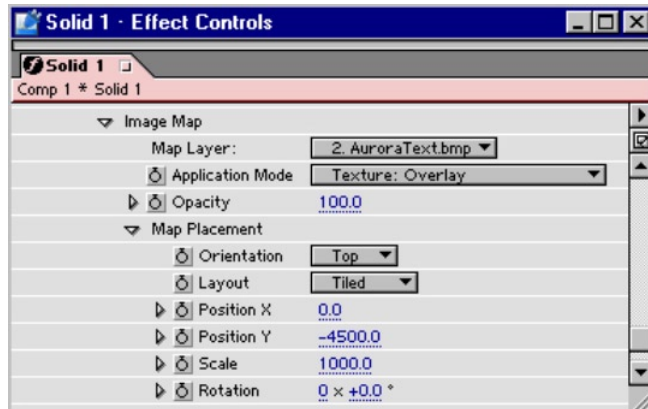 Solid 1 · Effect Controls
Solid 1
Comp 1 * Solid 1
Image Map
Map Layer: 2. AuroraText.bmp
Application Mode Texture: Overlay
Opacity 100.0
Map Placement
Orientation Top
Layout Tiled
Position X 0.0
Position Y -4500.0
Scale 1000.0
Rotation 0 x +0.0 °